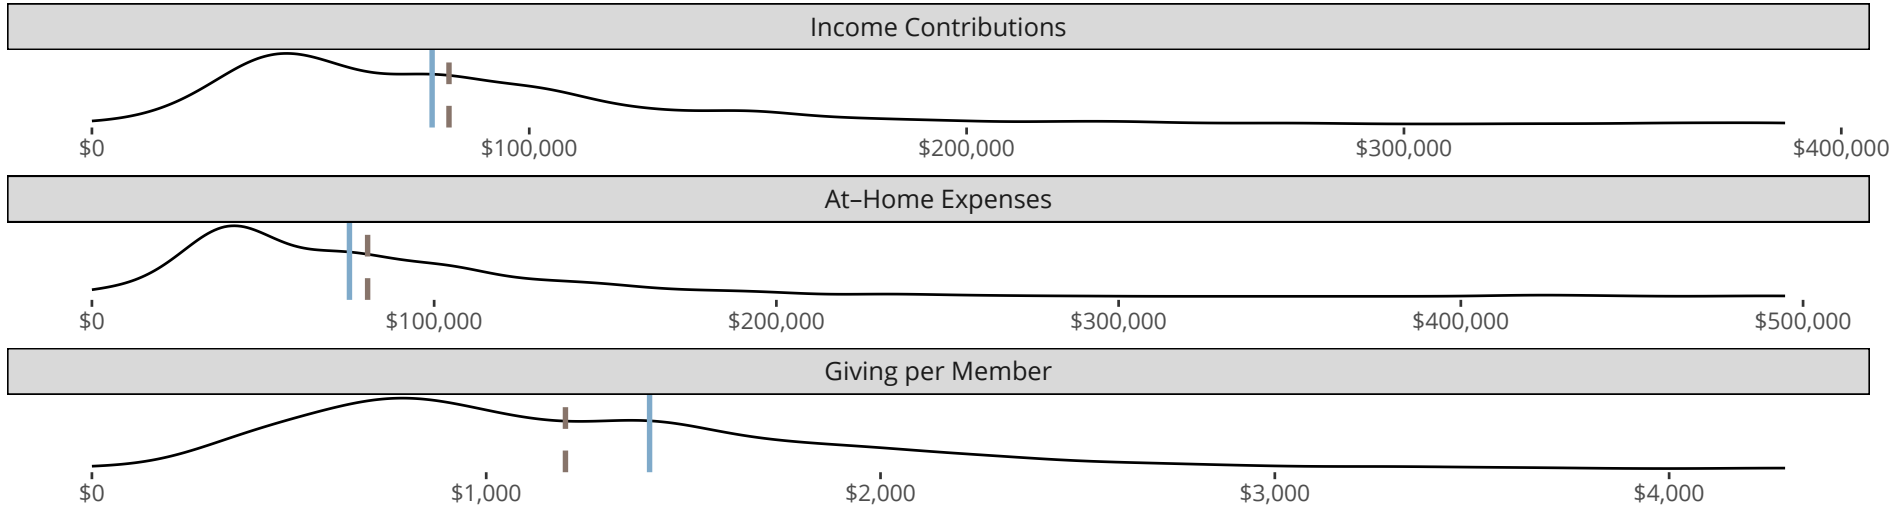 Income Contributions
$0 $100,000 $200,000 $300,000 $400,000
At–Home Expenses
$0 $100,000 $200,000 $300,000 $400,000 $500,000
Giving per Member
$0 $1,000 $2,000 $3,000 $4,000